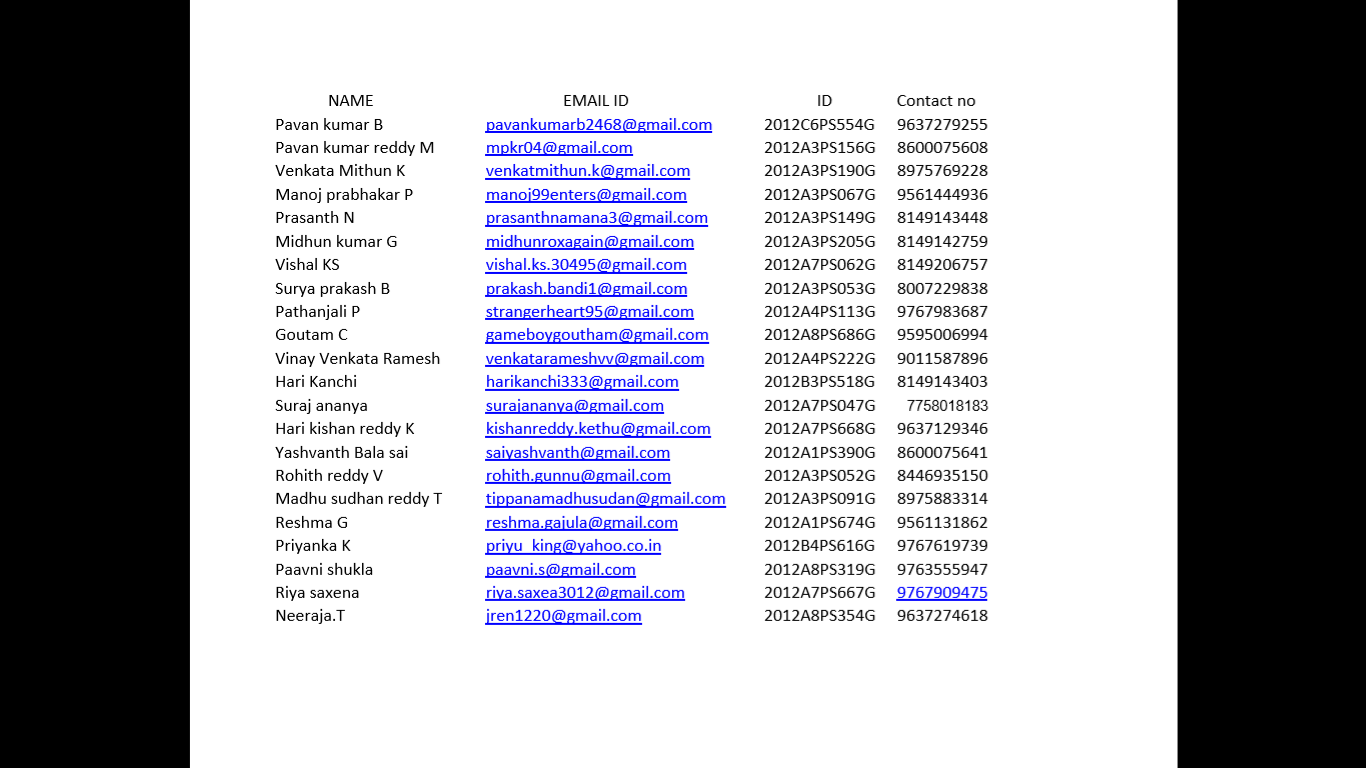 NAME EMAIL ID ID Contact no
Pavan kumar B pavankumarb2468@gmail.com 2012C6PS554G 9637279255
Pavan kumar reddy M mpkr04@gmail.com 2012A3PS156G 8600075608
Venkata Mithun K venkatmithun.k@gmail.com 2012A3PS190G 8975769228
Manoj prabhakar P manoj99enters@gmail.com 2012A3PS067G 9561444936
Prasanth N prasanthnamana3@gmail.com 2012A3PS149G 8149143448
Midhun kumar G midhunroxagain@gmail.com 2012A3PS205G 8149142759
Vishal KS vishal.ks.30495@gmail.com 2012A7PS062G 8149206757
Surya prakash B prakash.bandi1@gmail.com 2012A3PS053G 8007229838
Pathanjali P strangerheart95@gmail.com 2012A4PS113G 9767983687
Goutam C gameboygoutham@gmail.com 2012A8PS686G 9595006994
Vinay Venkata Ramesh venkatarameshvv@gmail.com 2012A4PS222G 9011587896
Hari Kanchi harikanchi333@gmail.com 2012B3PS518G 8149143403
Suraj ananya surajananya@gmail.com 2012A7PS047G 7758018183
Hari kishan reddy K kishanreddy.kethu@gmail.com 2012A7PS668G 9637129346
Yashvanth Bala sai saiyashvanth@gmail.com 2012A1PS390G 8600075641
Rohith reddy V rohith.gunnu@gmail.com 2012A3PS052G 8446935150
Madhu sudhan reddy T tippanamadhusudan@gmail.com 2012A3PS091G 8975883314
Reshma G reshma.gajula@gmail.com 2012A1PS674G 9561131862
Priyanka K priyu_king@yahoo.co.in 2012B4PS616G 9767619739
Paavni shukla paavni.s@gmail.com 2012A8PS319G 9763555947
Riya saxena riya.saxea3012@gmail.com 2012A7PS667G 9767909475
Neeraja.T jren1220@gmail.com 2012A8PS354G 9637274618